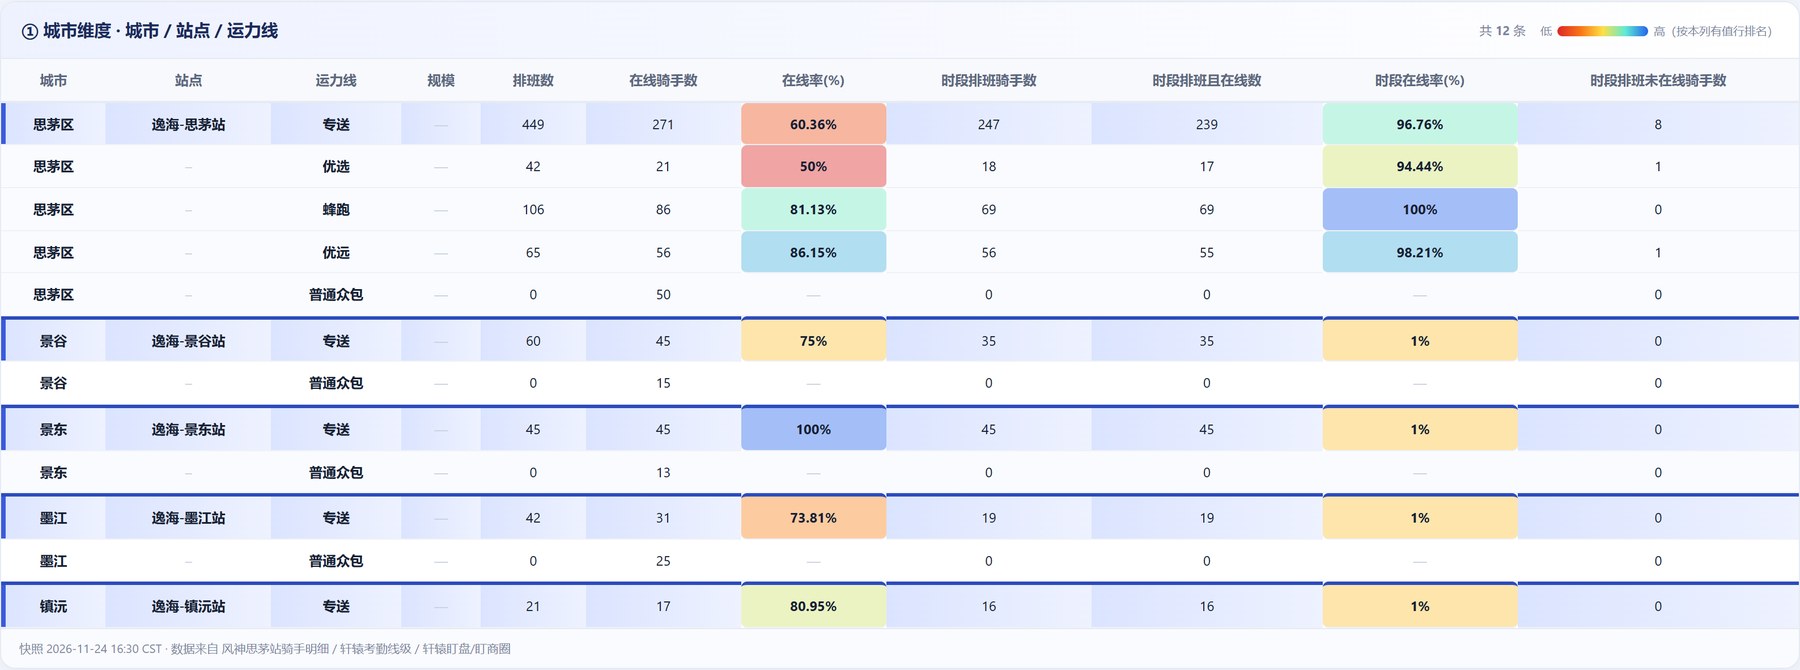 ① 城市维度 · 城市 / 站点 / 运力线
共 12 条 低 高 (按本列有值行排名)
城市 站点 运力线 规模 排班数 在线骑手数 在线率(%) 时段排班骑手数 时段排班且在线数 时段在线率(%) 时段排班未在线骑手数
思茅区 逸海-思茅站 专送 — 449 271 60.36% 247 239 96.76% 8
思茅区 – 优选 — 42 21 50% 18 17 94.44% 1
思茅区 – 蜂跑 — 106 86 81.13% 69 69 100% 0
思茅区 – 优远 — 65 56 86.15% 56 55 98.21% 1
思茅区 – 普通众包 — 0 50 — 0 0 — 0
景谷 逸海-景谷站 专送 — 60 45 75% 35 35 1% 0
景谷 – 普通众包 — 0 15 — 0 0 — 0
景东 逸海-景东站 专送 — 45 45 100% 45 45 1% 0
景东 – 普通众包 — 0 13 — 0 0 — 0
墨江 逸海-墨江站 专送 — 42 31 73.81% 19 19 1% 0
墨江 – 普通众包 — 0 25 — 0 0 — 0
镇沅 逸海-镇沅站 专送 — 21 17 80.95% 16 16 1% 0
快照 2026-11-24 16:30 CST · 数据来自 风神思茅站骑手明细 / 轩辕考勤线级 / 轩辕盯盘/盯商圈